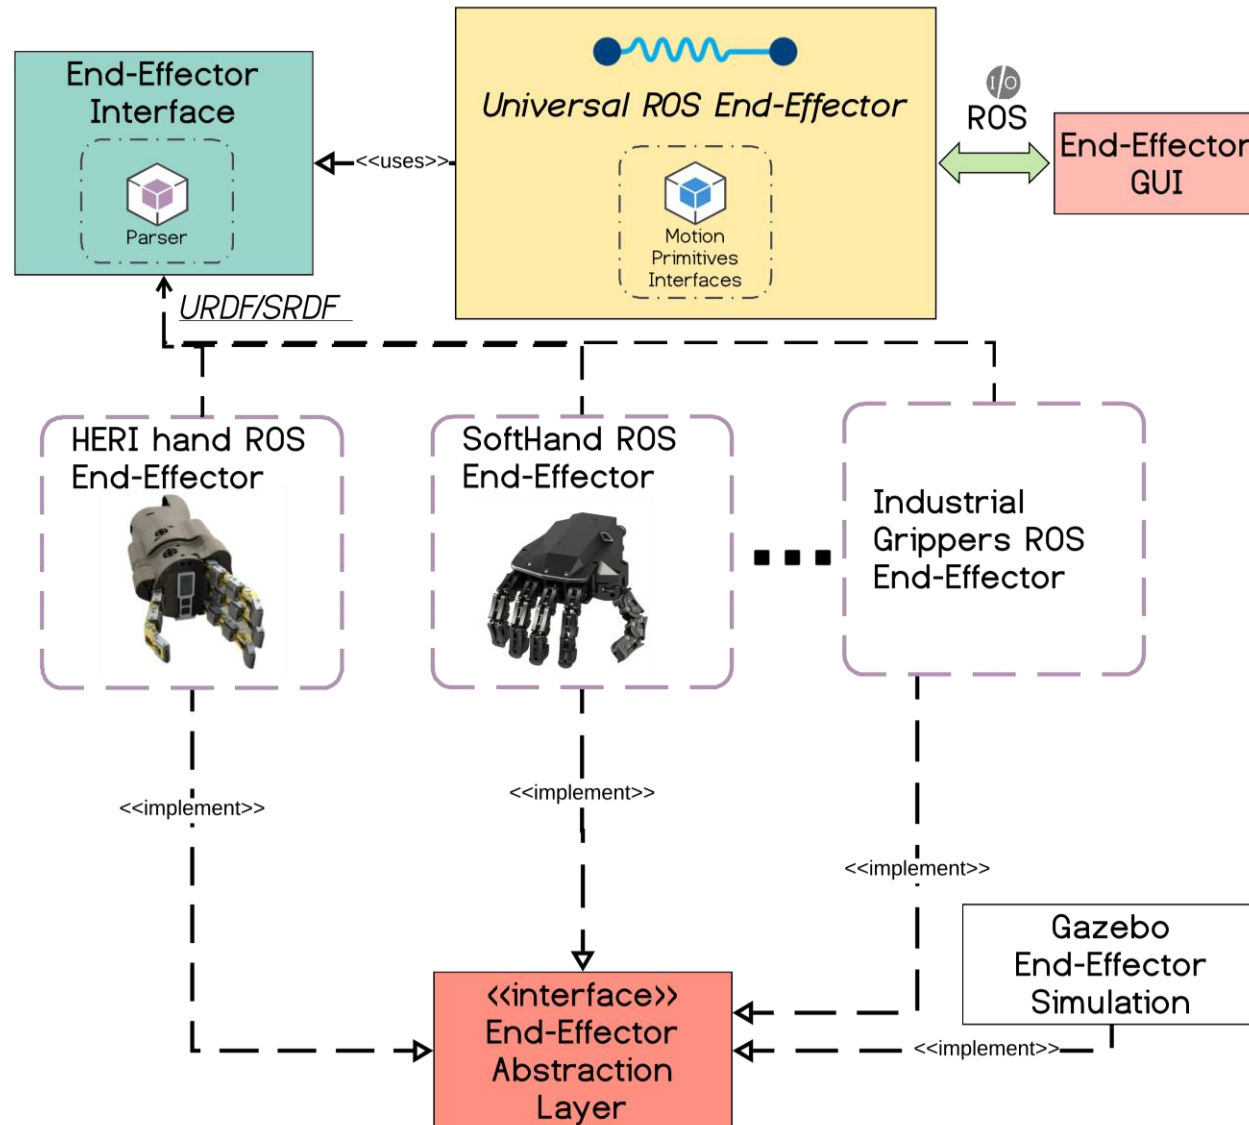 End-Effector
Interface
Parser
Universal ROS End-Effector
Motion
Primitives
Interfaces
<<uses>>
I/O
ROS
End-Effector
GUI
URDF/SRDF
HERI hand ROS
End-Effector
SoftHand ROS
End-Effector
Industrial
Grippers ROS
End-Effector
<<implement>>
<<implement>>
<<implement>>
Gazebo
End-Effector
Simulation
<<implement>>
<<interface>>
End-Effector
Abstraction
Layer